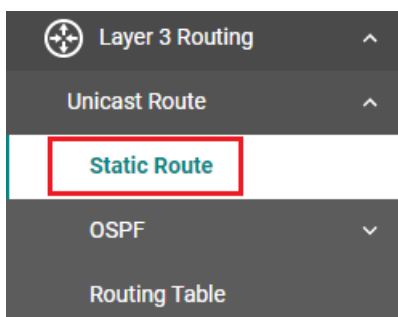 Layer 3 Routing
Unicast Route
Static Route
OSPF
Routing Table